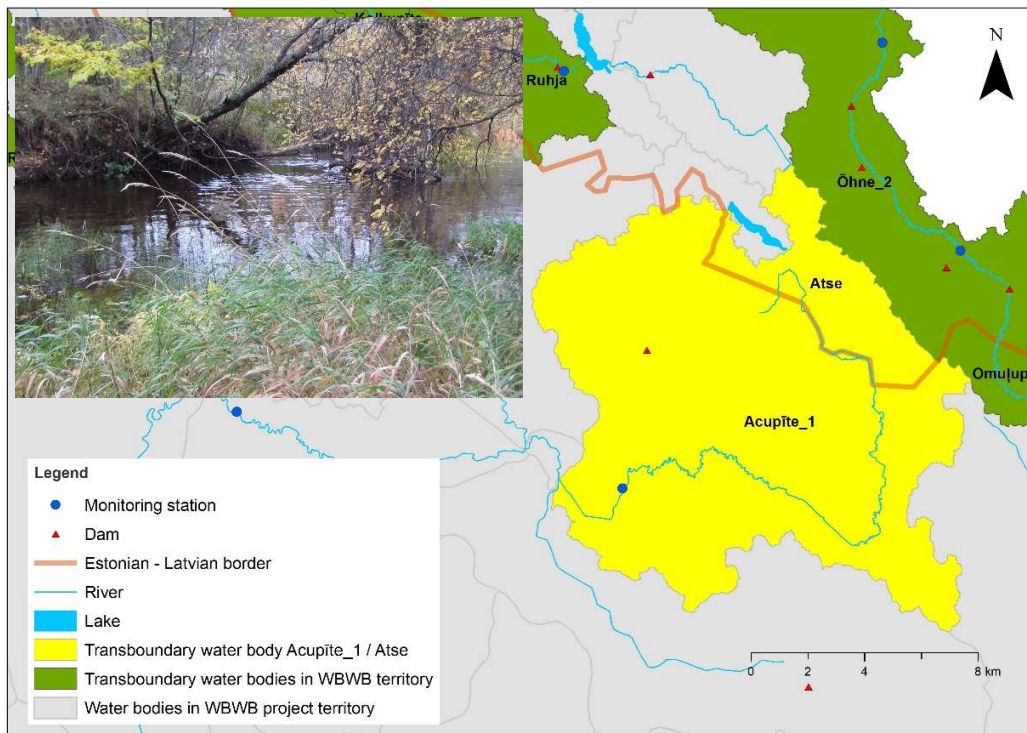 Ruhja
N
Õhne_2
Atse
Omuļup
Acupīte_1
Legend
Monitoring station
Dam
Estonian - Latvian border
River
Lake
Transboundary water body Acupīte_1 / Atse
Transboundary water bodies in WBWB territory
Water bodies in WBWB project territory
0 2 4 8 km